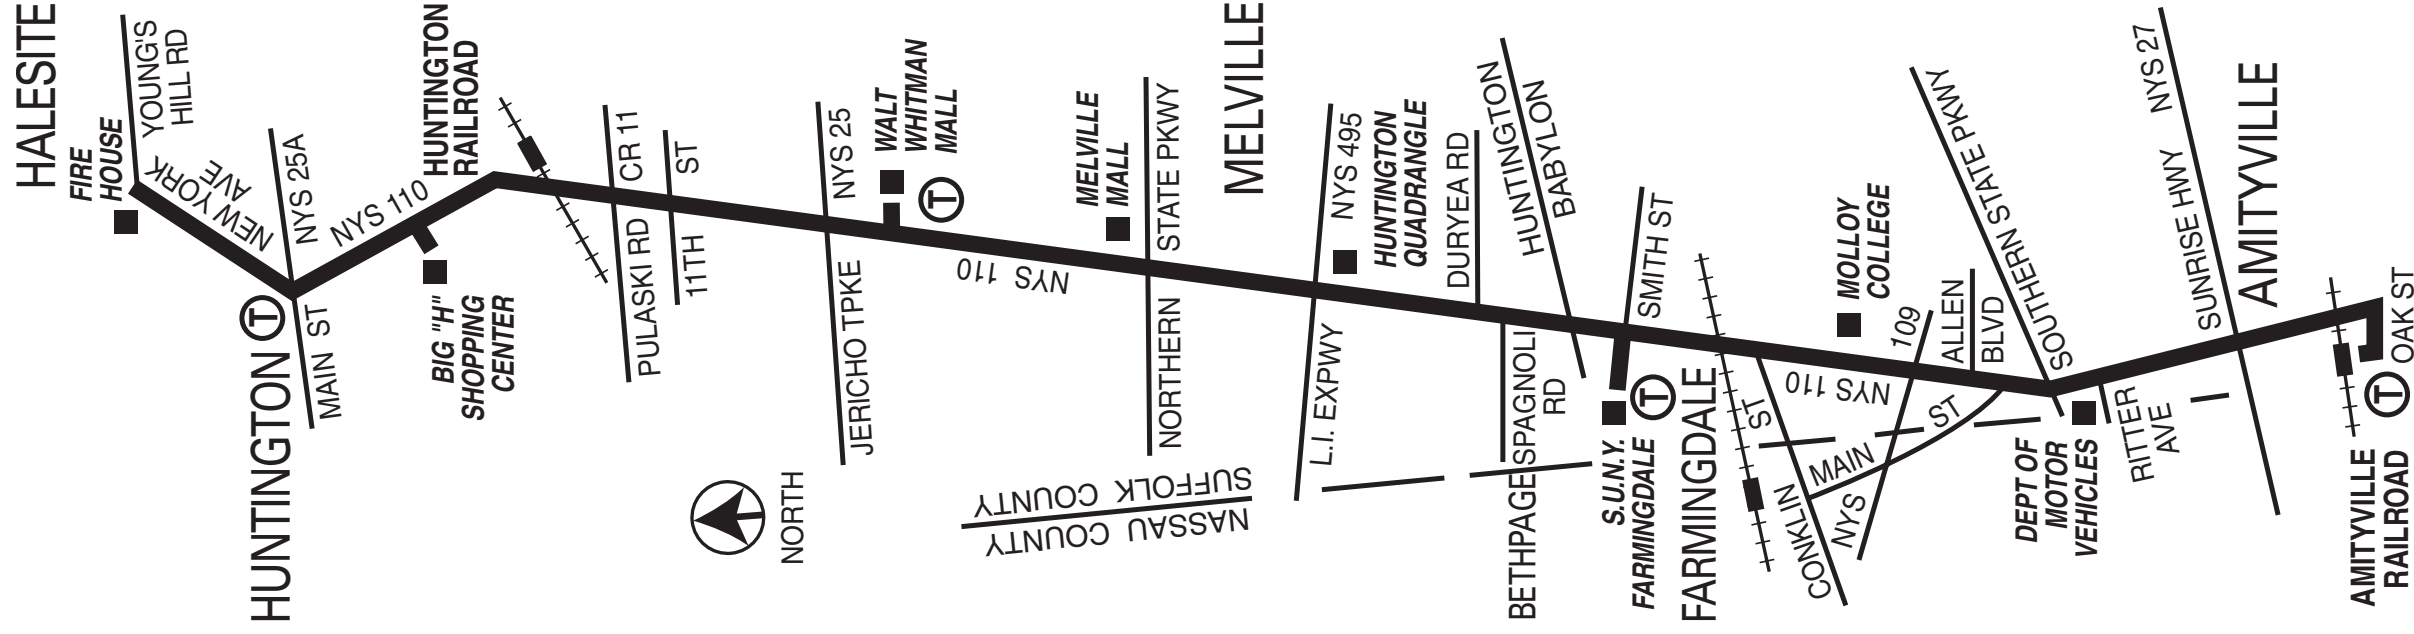 HALESITE
FIRE
HOUSE
YOUNG'S
HILL RD
NEW YORK
AVE
HUNTINGTON
T
MAIN ST
NYS 25A
NYS 110
BIG "H"
SHOPPING
CENTER
HUNTINGTON
RAILROAD
PULASKI RD
CR 11
11TH
ST
JERICHO TPKE
NYS 25
WALT
WHITMAN
MALL
T
NORTH
NYS 110
MELVILLE
MALL
NORTHERN
STATE PKWY
SUFFOLK COUNTY
NASSAU COUNTY
MELVILLE
L.I. EXPWY
NYS 495
HUNTINGTON
QUADRANGLE
DURYEA RD
HUNTINGTON
BABYLON
BETHPAGE
SPAGNOLI
RD
SMITH ST
S.U.N.Y.
FARMINGDALE
T
FARMINGDALE
CONKLIN
ST
MAIN
ST
NYS 110
MOLLOY
COLLEGE
NYS
109
ALLEN
BLVD
SOUTHERN STATE PKWY
DEPT OF
MOTOR
VEHICLES
RITTER
AVE
SUNRISE HWY
NYS 27
AMITYVILLE
AMITYVILLE
RAILROAD
T
OAK ST